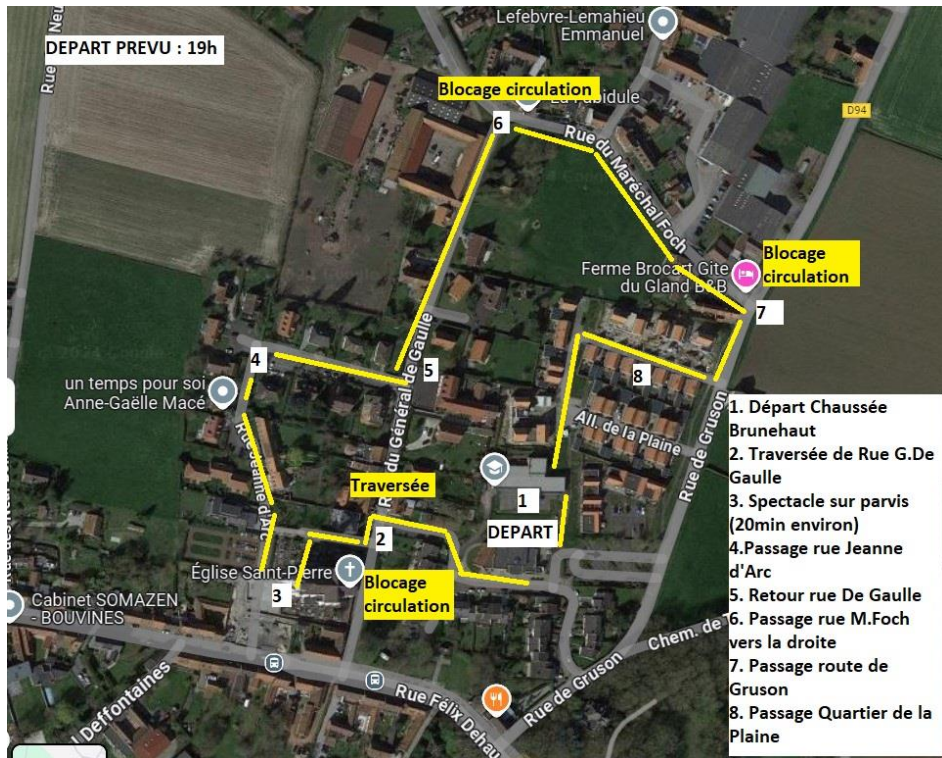 Lefebvre-Lemahieu
Emmanuel
DEPART PREVU : 19h
Blocage circulation
6
D94
Rue du Maréchal Foch
Blocage
circulation
Ferme Brocart Gite
du Gland B&B
7
4
5
8
un temps pour soi
Anne-Gaëlle Macé
All. de la Plaine
Rue de Gruson
Rue Jeanne d'Arc
du Général de Gaulle
Traversée
1
DEPART
2
Église Saint-Pierre
3
Blocage
circulation
Cabinet SOMAZEN
- BOUVINES
Chem. de
Rue de Gruson
Rue Félix Dehau
Deffontaines
1. Départ Chaussée
Brunehaut
2. Traversée de Rue G.De
Gaulle
3. Spectacle sur parvis
(20min environ)
4.Passage rue Jeanne
d'Arc
5. Retour rue De Gaulle
6. Passage rue M.Foch
vers la droite
7. Passage route de
Gruson
8. Passage Quartier de la
Plaine